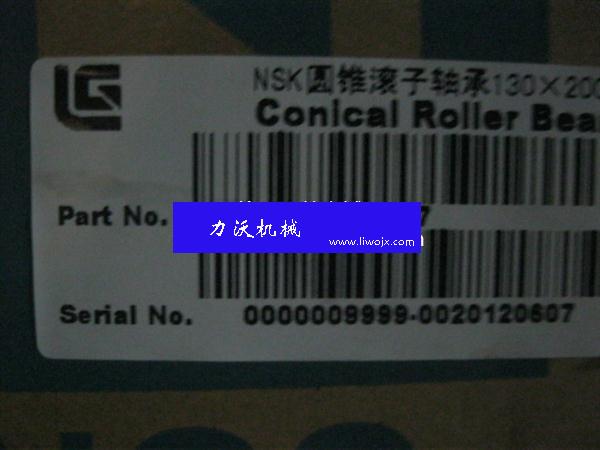 NSK圆锥滚子轴承130×200
Conical Roller Bea
Part No.
7
力沃机械
www.liwojx.com
Serial No.
0000009999-0020120607